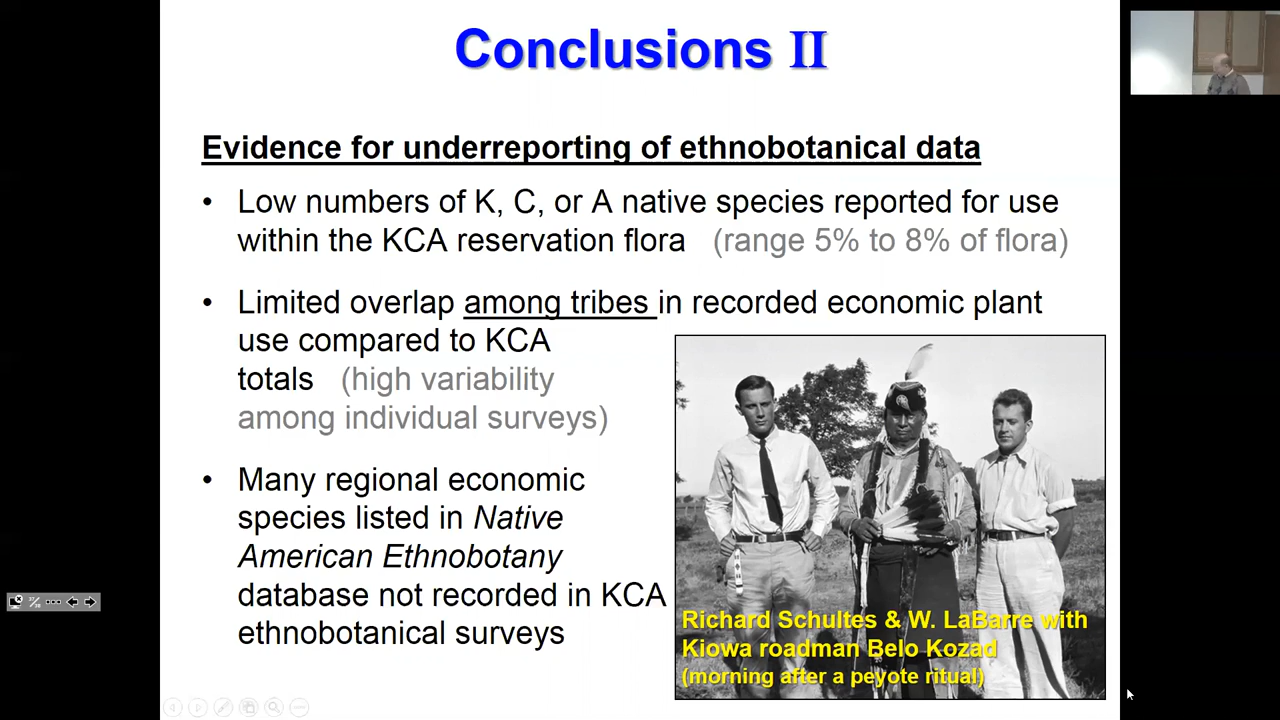 Conclusions II
Evidence for underreporting of ethnobotanical data
• Low numbers of K, C, or A native species reported for use
within the KCA reservation flora (range 5% to 8% of flora)
• Limited overlap among tribes in recorded economic plant
use compared to KCA
totals (high variability
among individual surveys)
• Many regional economic
species listed in Native
American Ethnobotany
database not recorded in KCA
ethnobotanical surveys
Richard Schultes & W. LaBarre with
Kiowa roadman Belo Kozad
(morning after a peyote ritual)